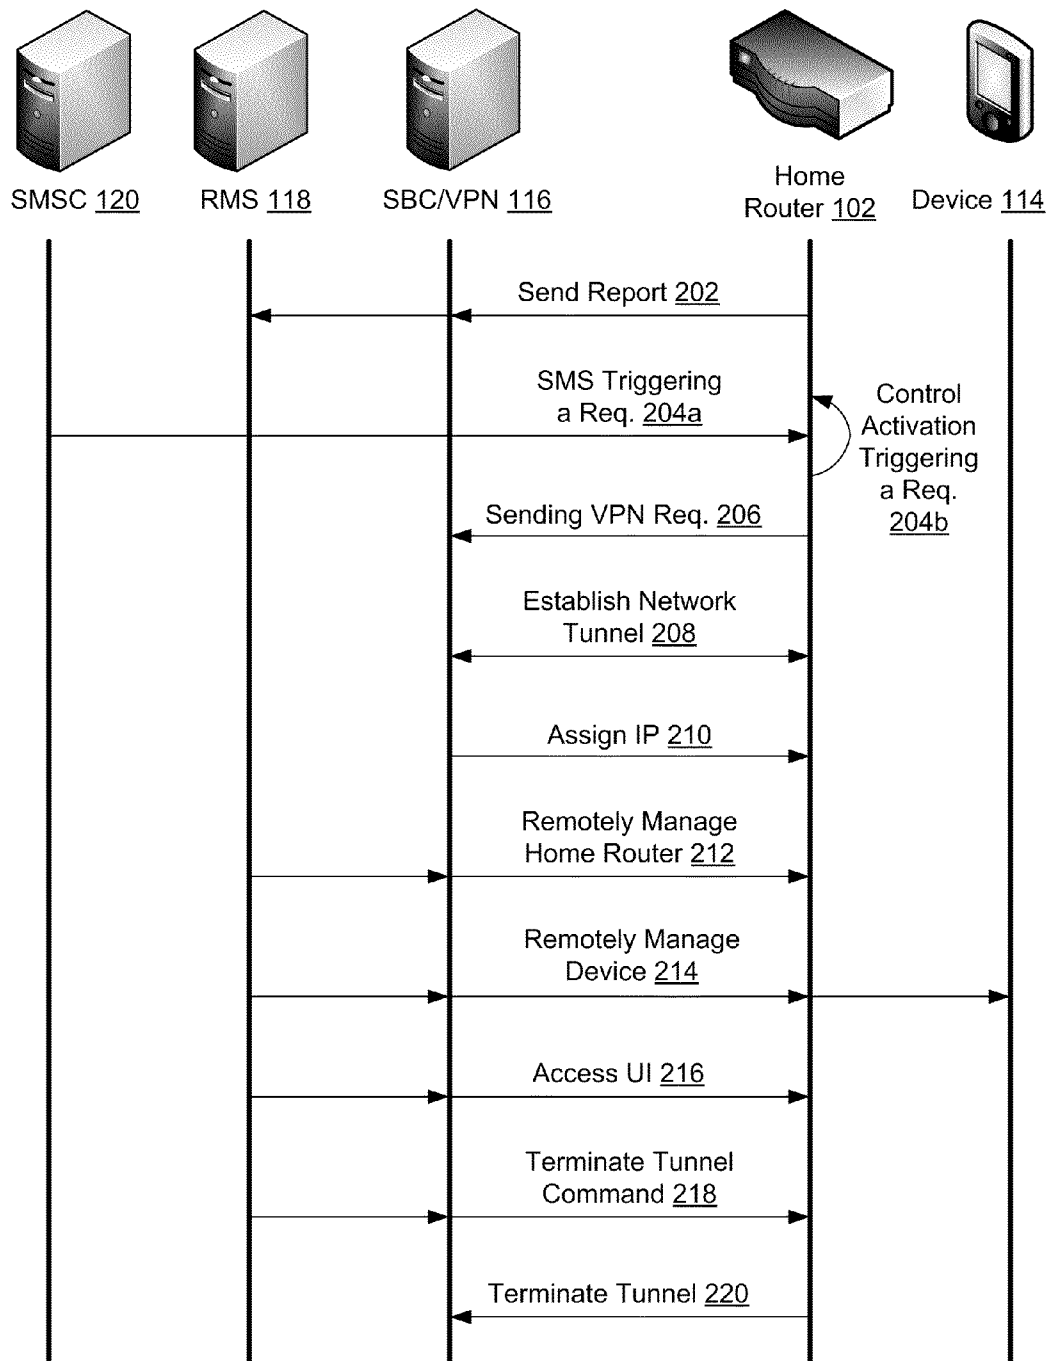 SMSC 120
RMS 118
SBC/VPN 116
Home
Router 102
Device 114
Send Report 202
SMS Triggering
a Req. 204a
Control
Activation
Triggering
a Req.
204b
Sending VPN Req. 206
Establish Network
Tunnel 208
Assign IP 210
Remotely Manage
Home Router 212
Remotely Manage
Device 214
Access UI 216
Terminate Tunnel
Command 218
Terminate Tunnel 220